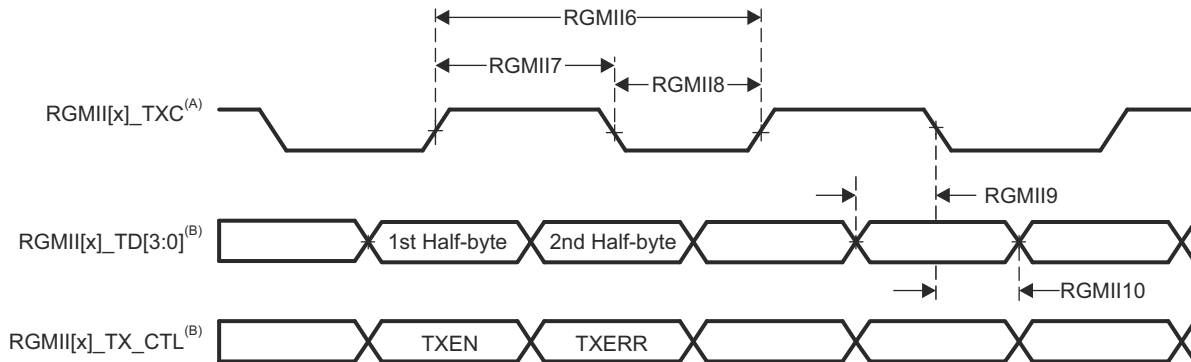 RGMII6
RGMII7
RGMII8
RGMII[x]_TXC(A)
RGMII9
RGMII[x]_TD[3:0](B)
1st Half-byte
2nd Half-byte
RGMII10
RGMII[x]_TX_CTL(B)
TXEN
TXERR